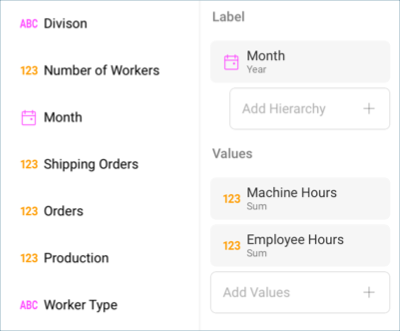 ABC Divison
123 Number of Workers
Month
123 Shipping Orders
123 Orders
123 Production
ABC Worker Type
Label
Month
Year
Add Hierarchy
Values
123 Machine Hours
Sum
123 Employee Hours
Sum
Add Values